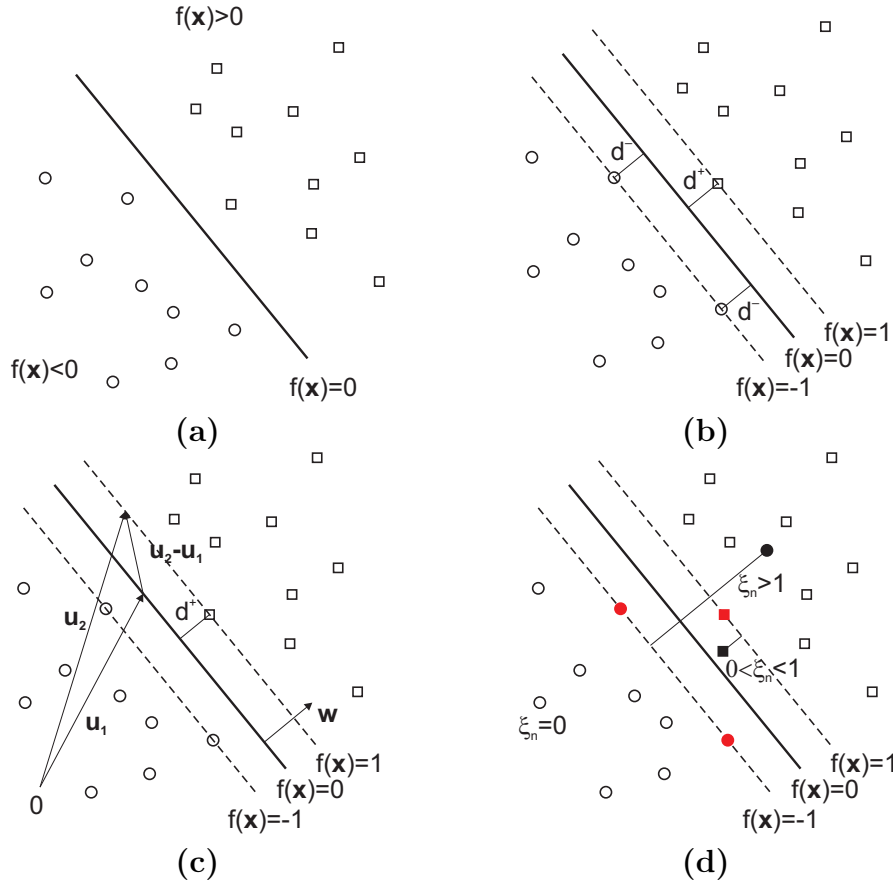 f(x)>0
f(x)<0
f(x)=0
(a)
d⁻
d⁺
d⁻
f(x)=1
f(x)=0
f(x)=-1
(b)
u₂-u₁
u₂
d⁺
u₁
w
0
f(x)=1
f(x)=0
f(x)=-1
(c)
ξₙ>1
0<ξₙ<1
ξₙ=0
f(x)=1
f(x)=0
f(x)=-1
(d)